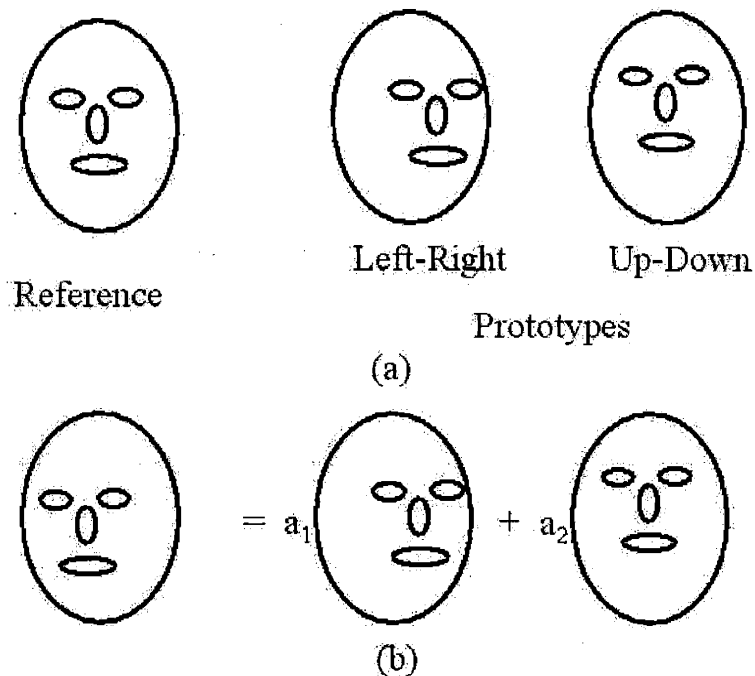 Left-Right Up-Down
Reference
Prototypes
(a)
= a₁ + a₂
(b)